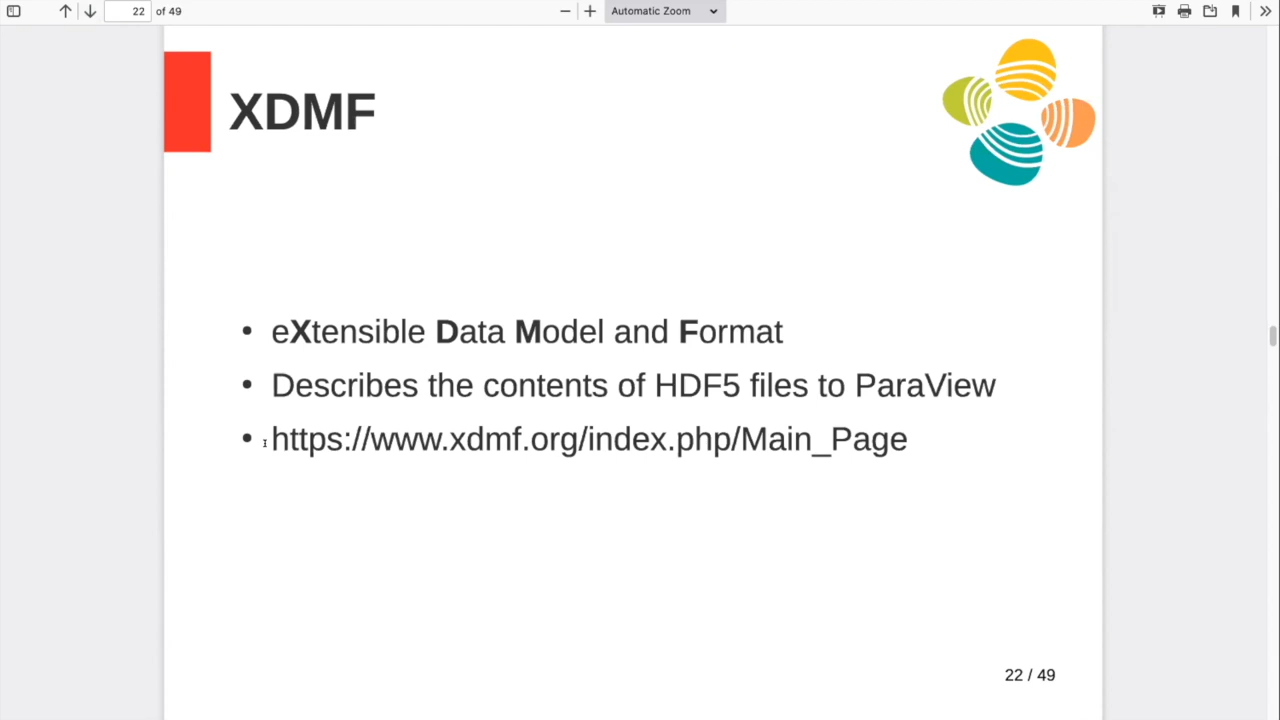 22 of 49
Automatic Zoom
XDMF
• eXtensible Data Model and Format
• Describes the contents of HDF5 files to ParaView
• https://www.xdmf.org/index.php/Main_Page
22 / 49